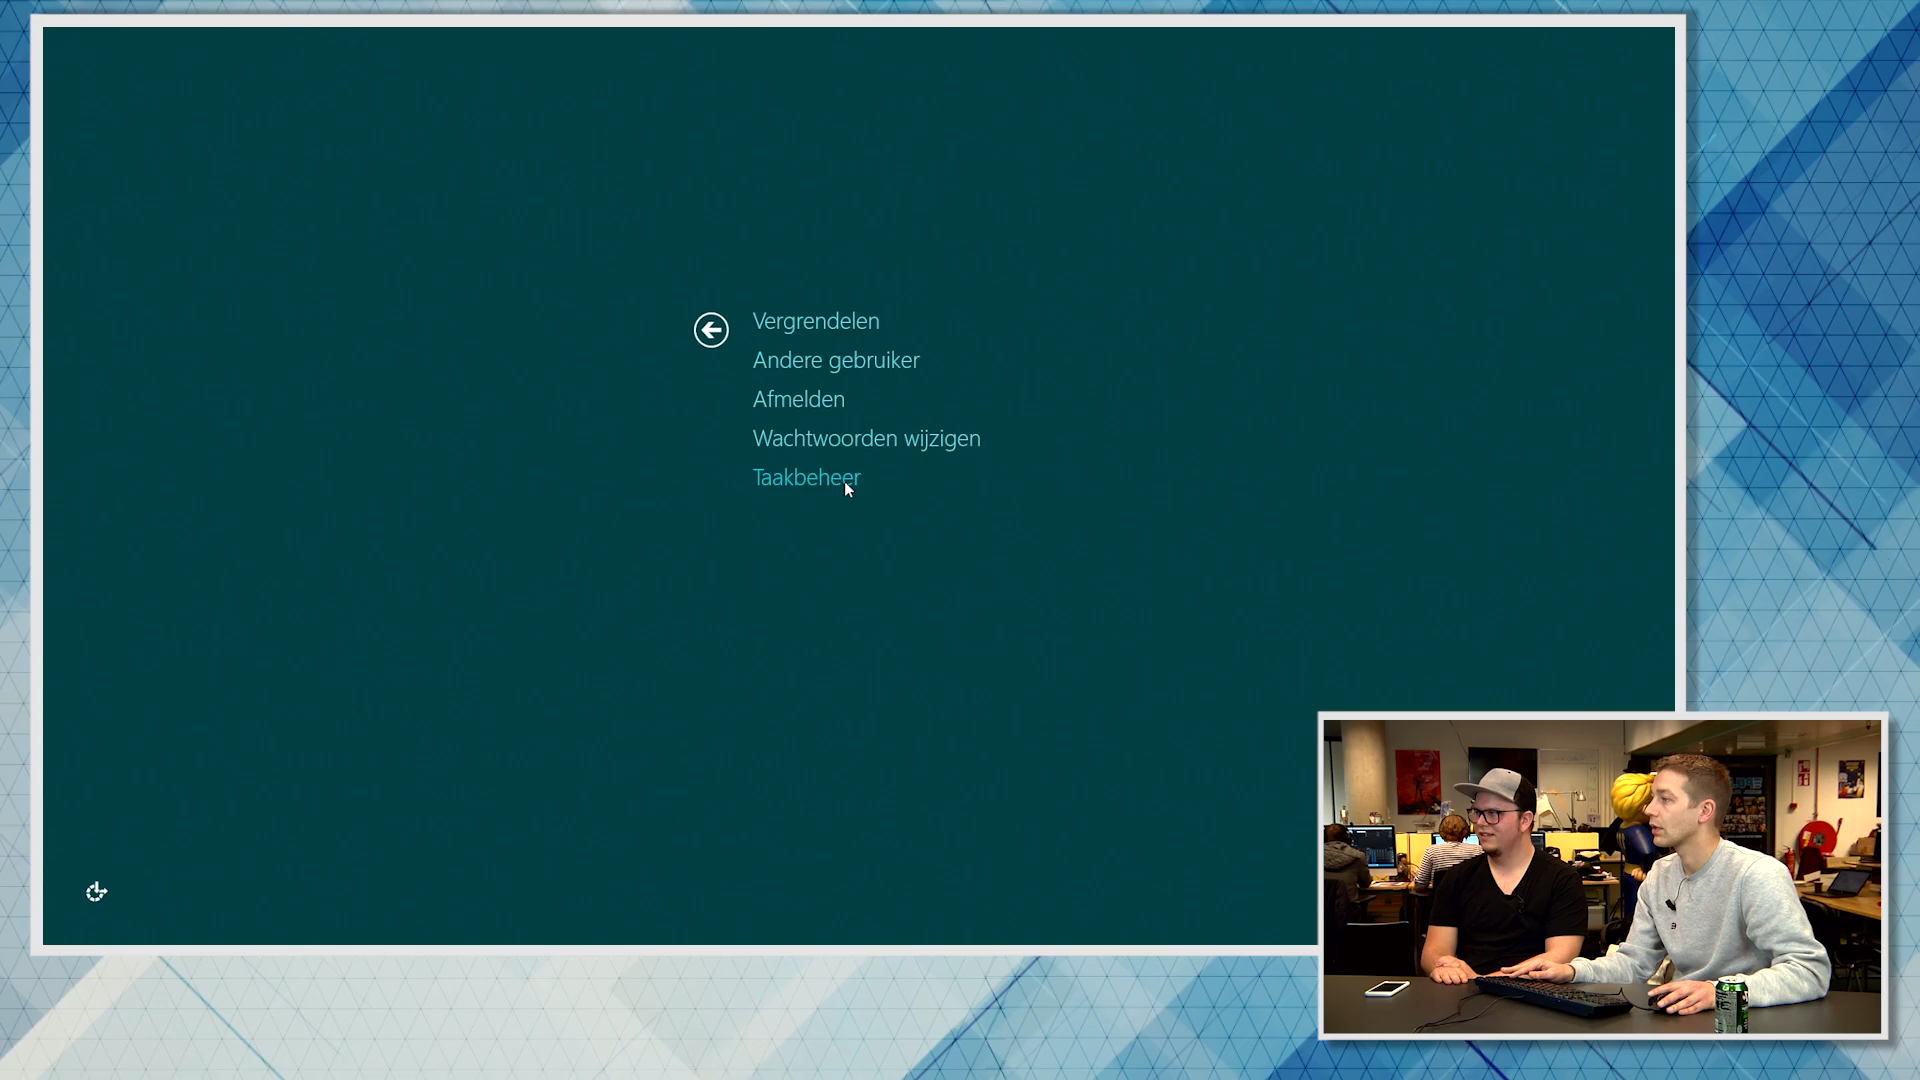 Vergrendelen
Andere gebruiker
Afmelden
Wachtwoorden wijzigen
Taakbeheer